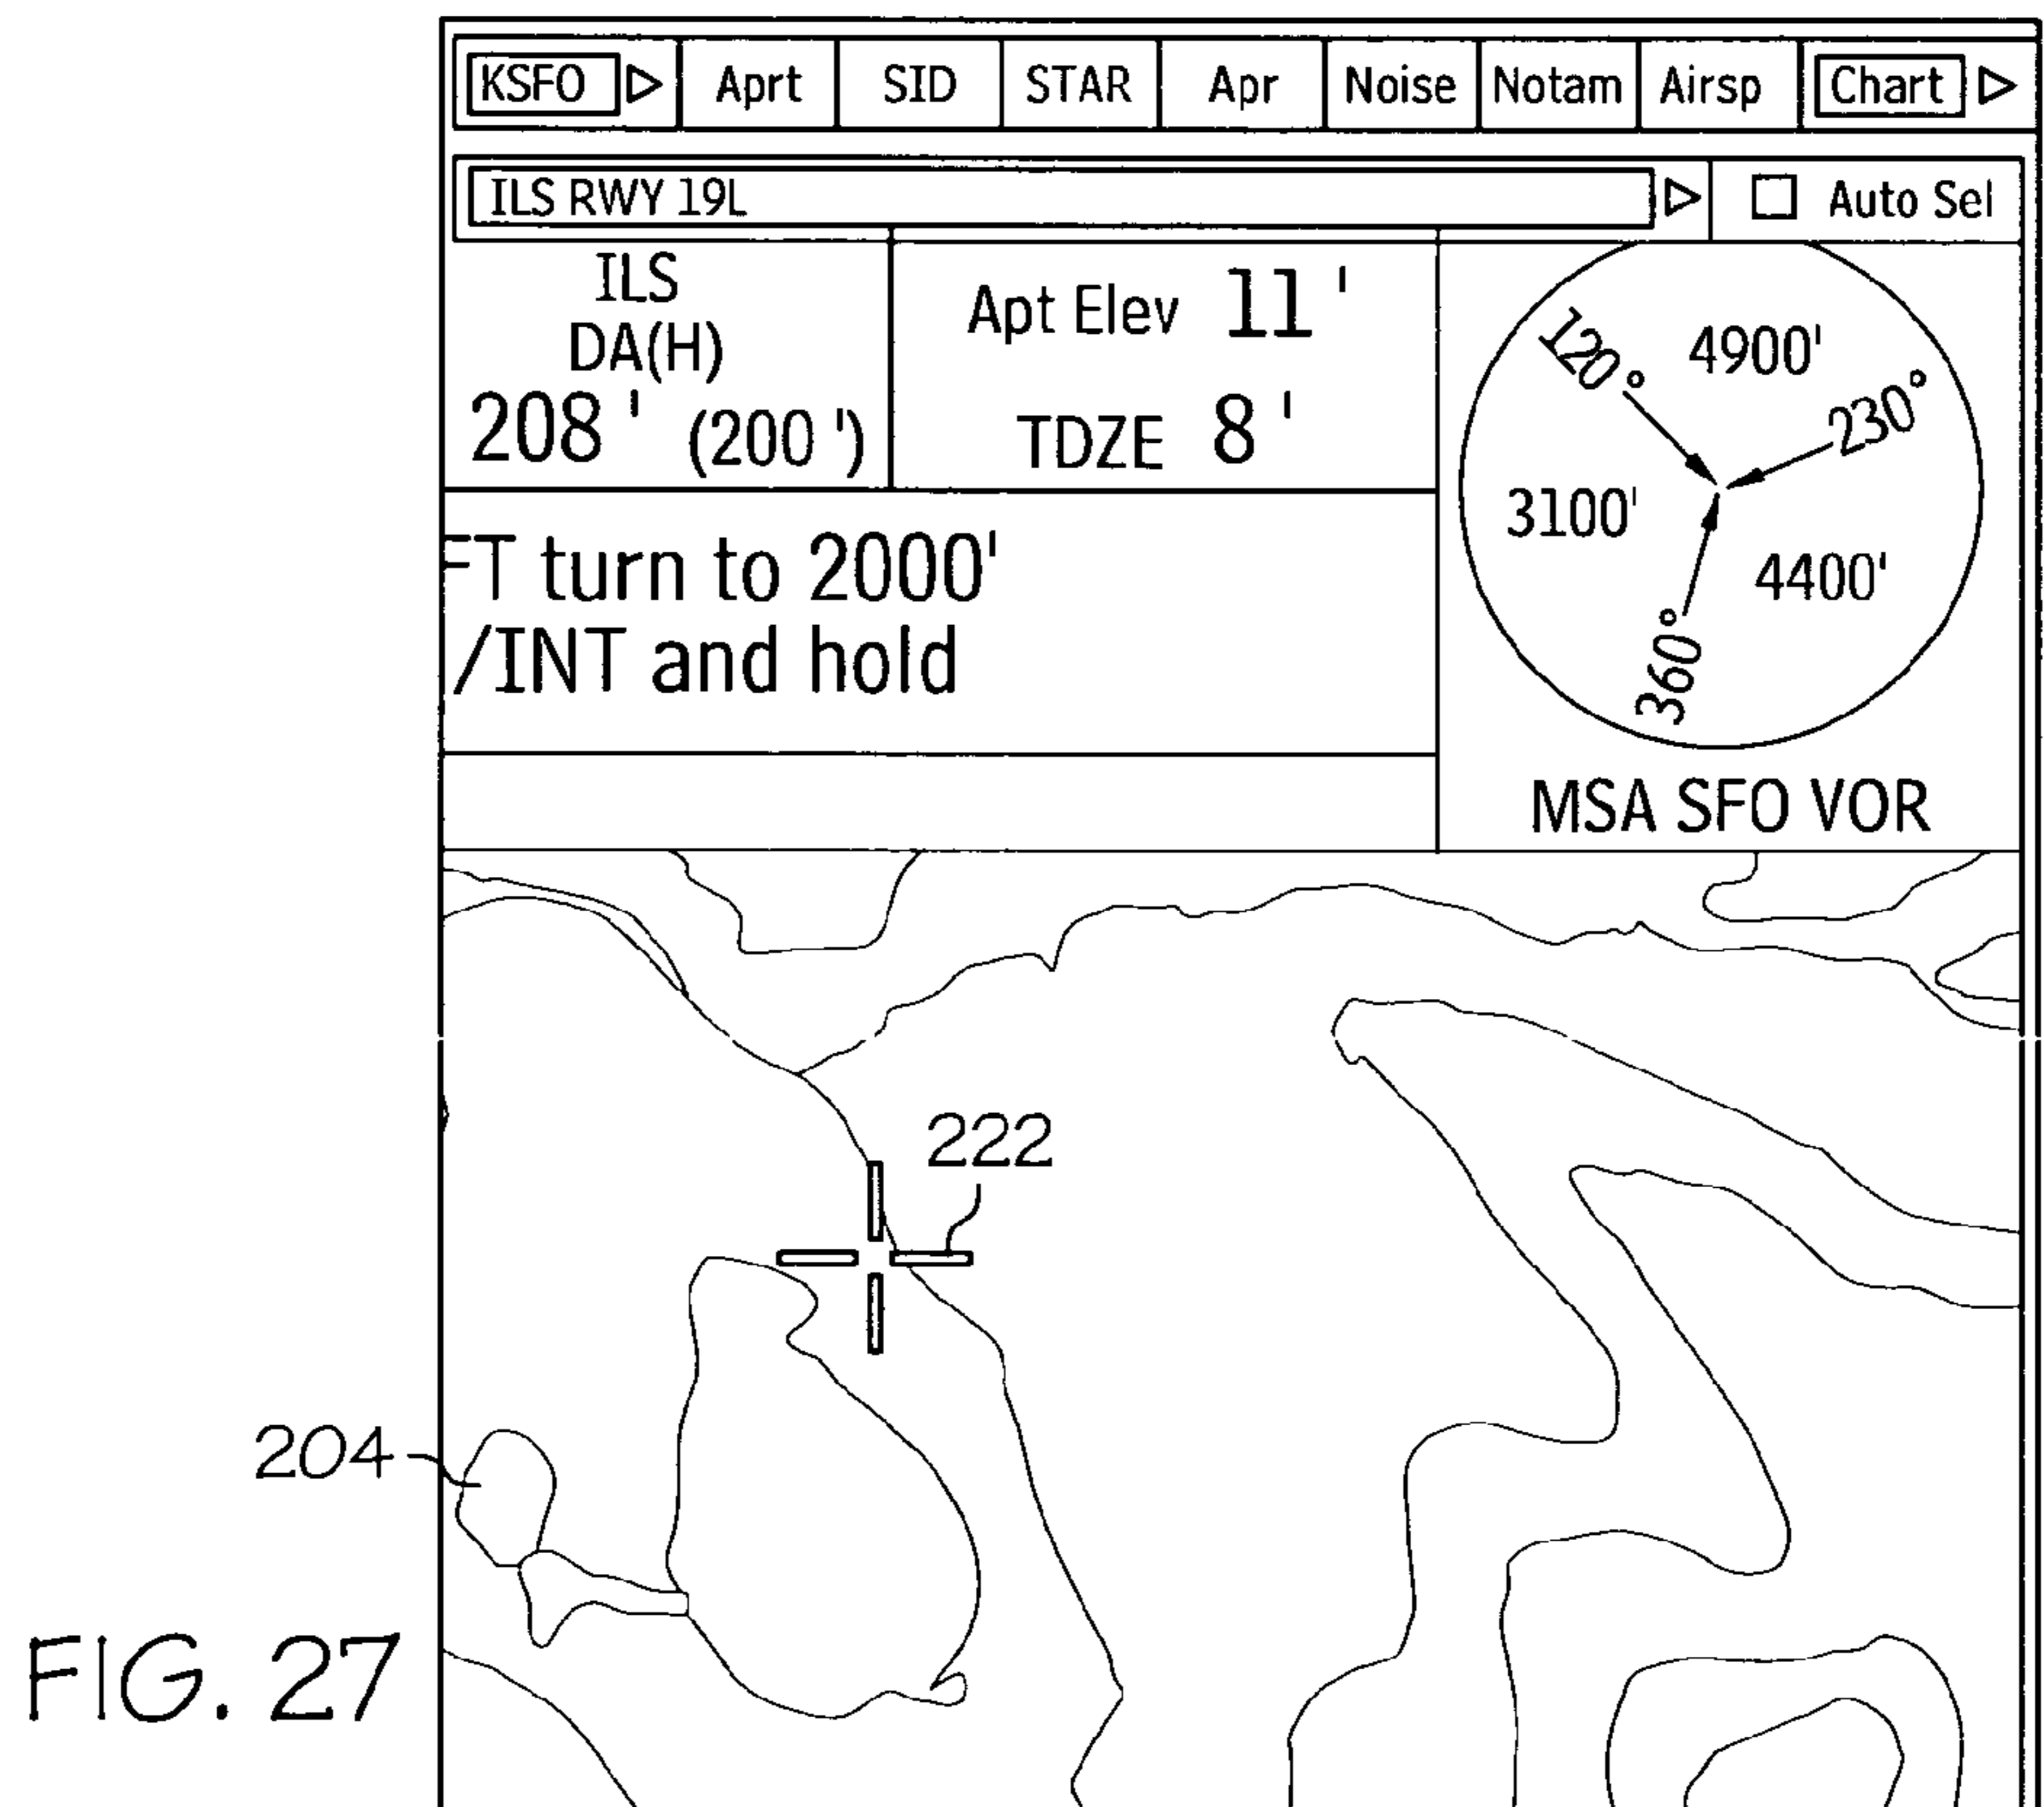 KSFO Aprt SID STAR Apr Noise Notam Airsp Chart
ILS RWY 19L Auto Sel
ILS
DA(H)
208' (200')
Apt Elev 11'
TDZE 8'
FT turn to 2000'
/INT and hold
120°
4900'
230°
3100'
4400'
360°
MSA SFO VOR
222
204
FIG. 27